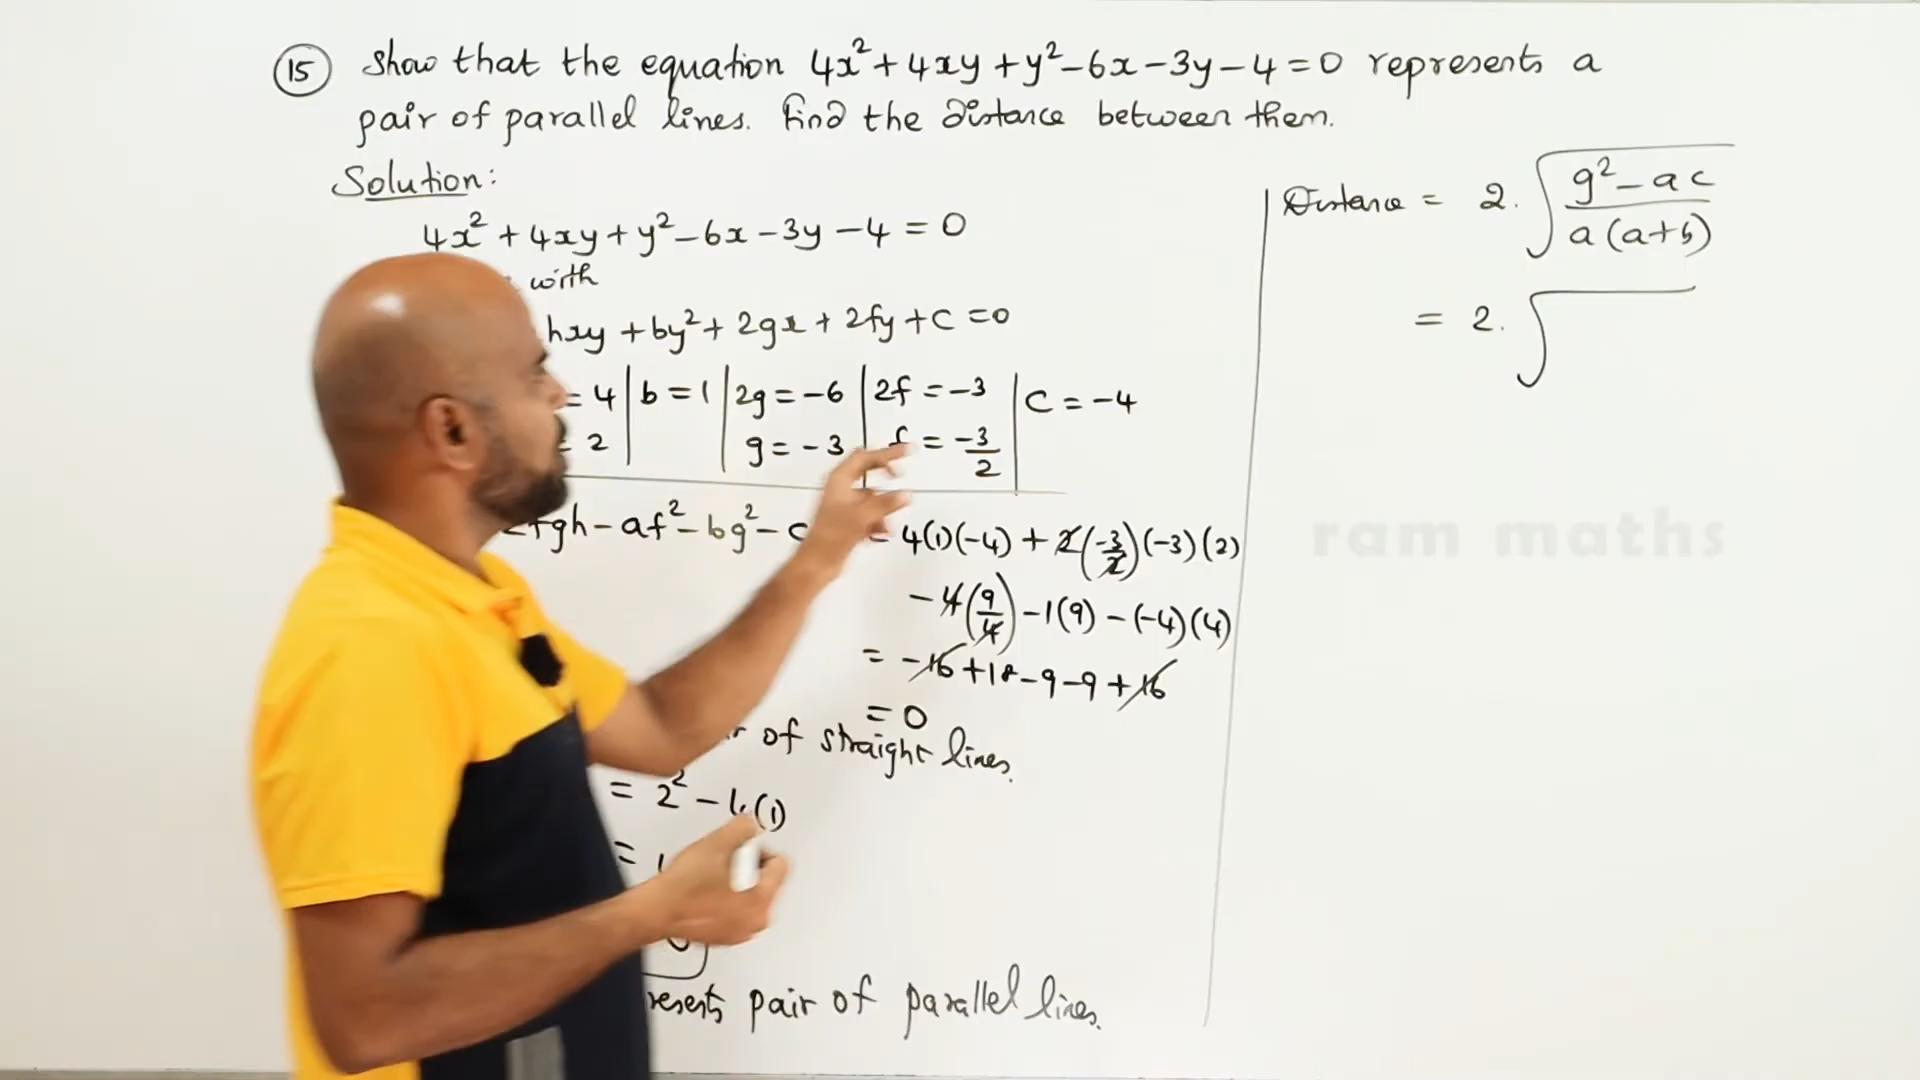 15 Show that the equation 4x²+4xy+y²-6x-3y-4=0 represents a
pair of parallel lines. Find the distance between them.
Solution:
4x²+4xy+y²-6x-3y-4=0
with
hxy+by²+2gx+2fy+c=0
=4 | b=1 | 2g=-6 | 2f=-3 | c=-4
=2 g=-3 f=-3/2
fgh-af²-bg²-c = 4(1)(-4)+2(-3/2)(-3)(2)
-4(9/4)-1(9)-(-4)(4)
= -16+18-9-9+16
=0
of straight lines.
= 2²-4(1)
=
0
resents pair of parallel lines.
Distance = 2.√(g²-ac)/(a(a+b))
= 2.√
ram maths